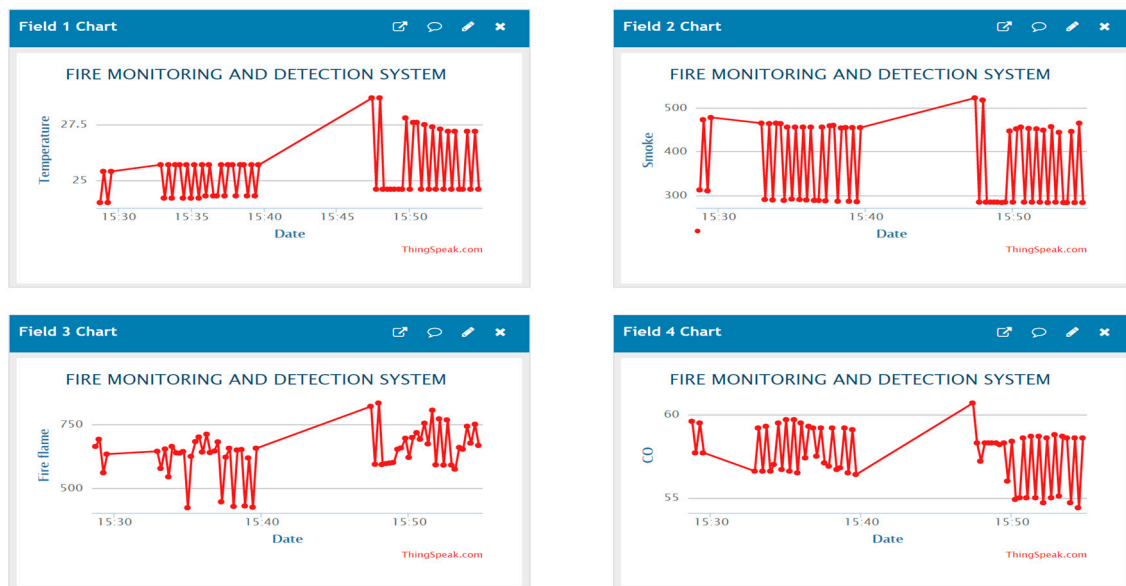 Field 1 Chart
FIRE MONITORING AND DETECTION SYSTEM
Temperature
27.5
25
15:30 15:35 15:40 15:45 15:50
Date
ThingSpeak.com
Field 2 Chart
FIRE MONITORING AND DETECTION SYSTEM
Smoke
500
400
300
15:30 15:40 15:50
Date
ThingSpeak.com
Field 3 Chart
FIRE MONITORING AND DETECTION SYSTEM
Fire flame
750
500
15:30 15:40 15:50
Date
ThingSpeak.com
Field 4 Chart
FIRE MONITORING AND DETECTION SYSTEM
CO
60
55
15:30 15:40 15:50
Date
ThingSpeak.com